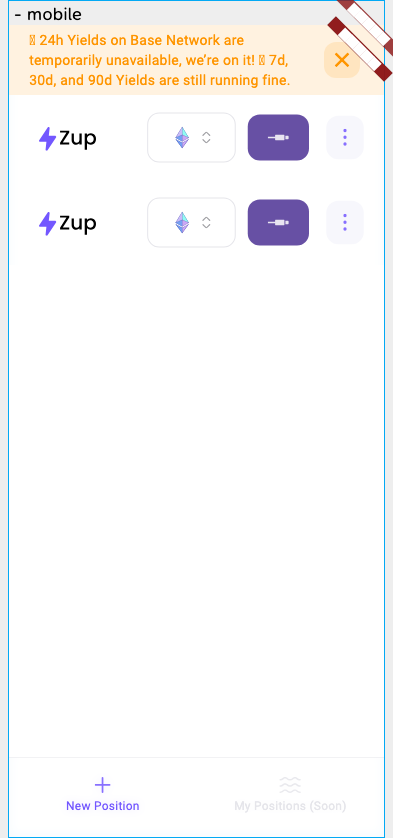 - mobile
24h Yields on Base Network are
temporarily unavailable, we're on it! 7d,
30d, and 90d Yields are still running fine.
Zup
Zup
New Position
My Positions (Soon)